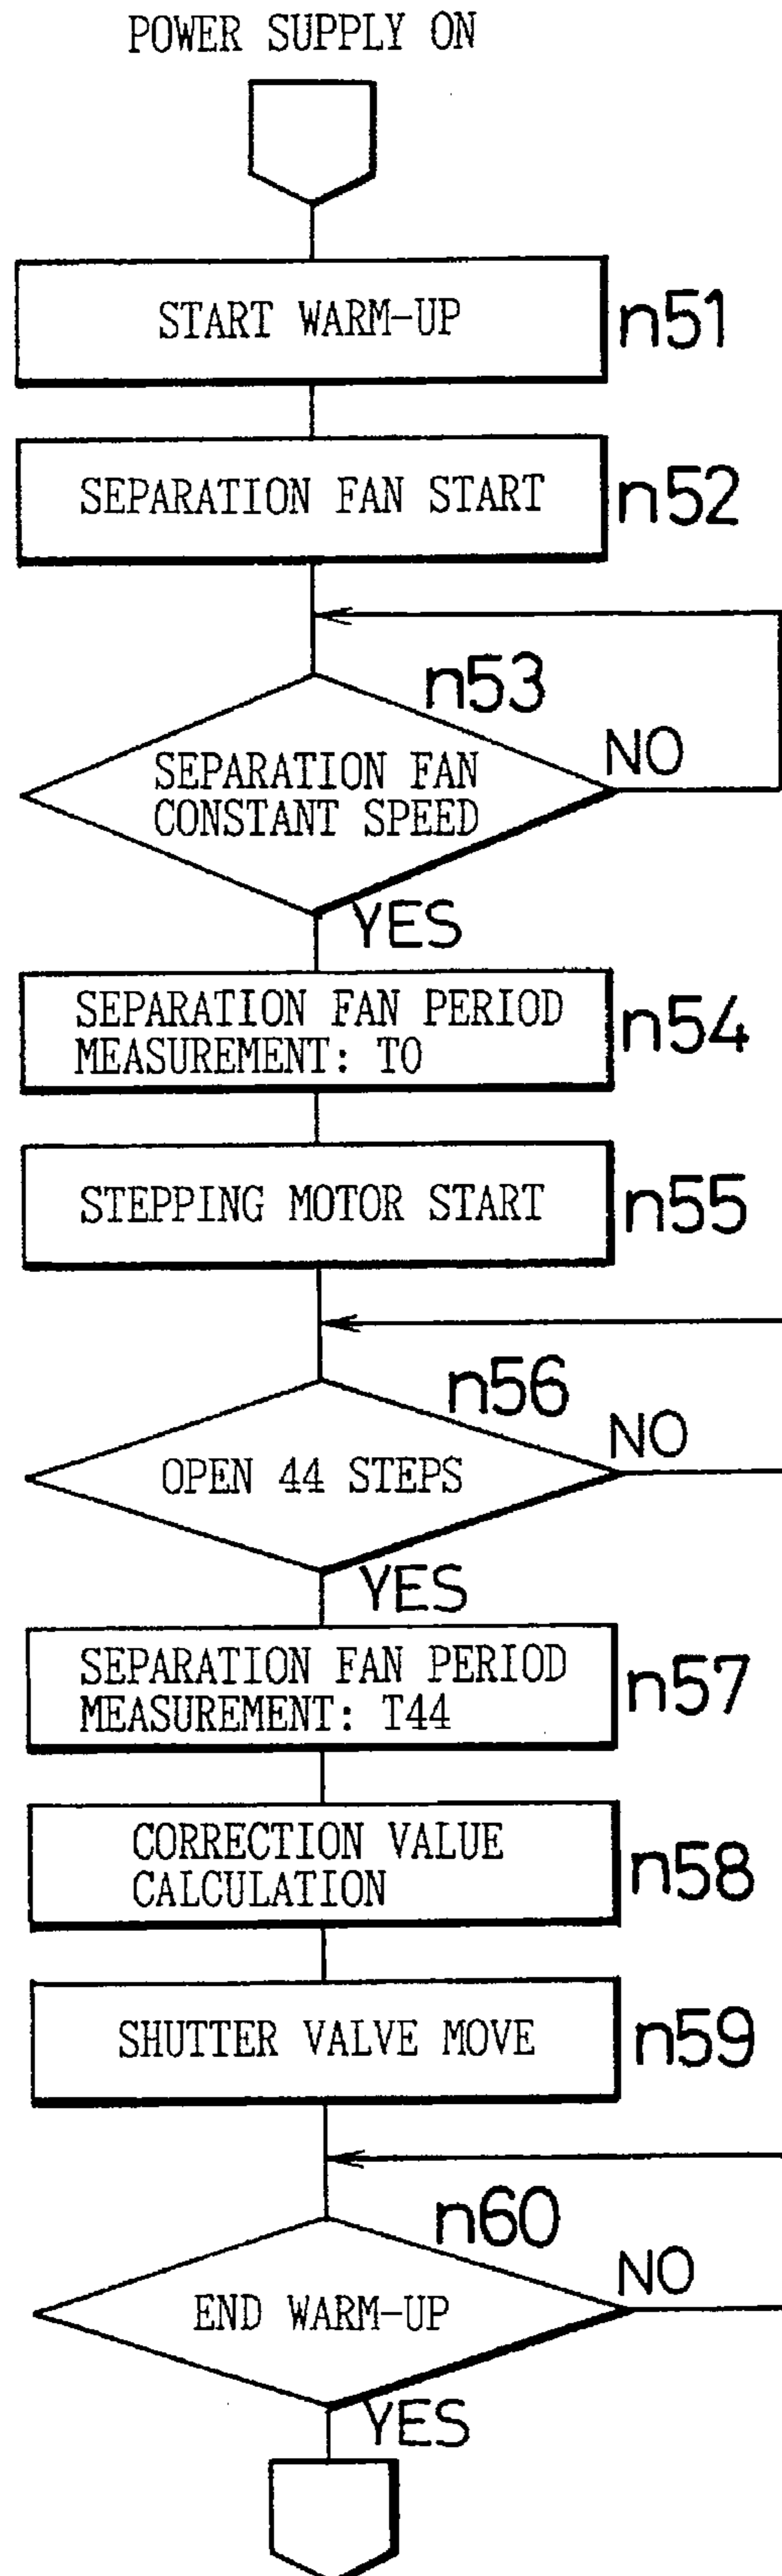 POWER SUPPLY ON
START WARM-UP
n51
SEPARATION FAN START
n52
n53
SEPARATION FAN
CONSTANT SPEED
NO
YES
SEPARATION FAN PERIOD
MEASUREMENT: T0
n54
STEPPING MOTOR START
n55
n56
OPEN 44 STEPS
NO
YES
SEPARATION FAN PERIOD
MEASUREMENT: T44
n57
CORRECTION VALUE
CALCULATION
n58
SHUTTER VALVE MOVE
n59
n60
END WARM-UP
NO
YES